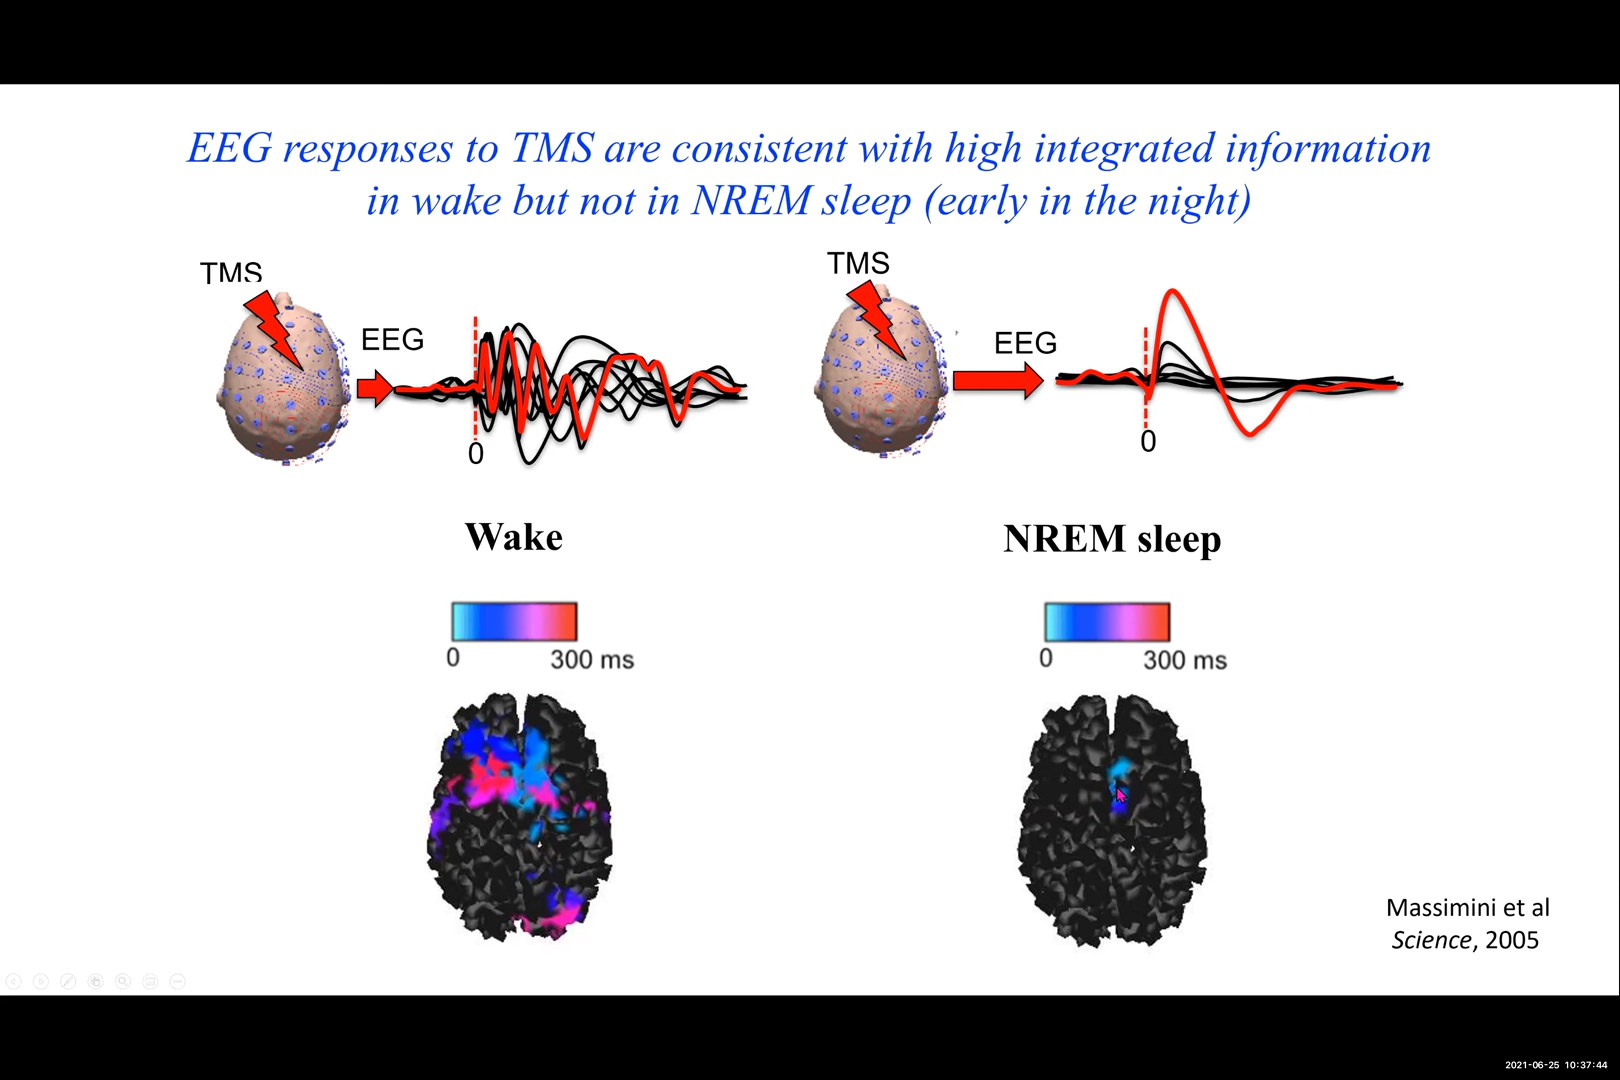 EEG responses to TMS are consistent with high integrated information
in wake but not in NREM sleep (early in the night)
TMS
EEG
0
TMS
EEG
0
Wake
NREM sleep
0
300 ms
0
300 ms
Massimini et al
Science, 2005
2021-06-25 10:37:44